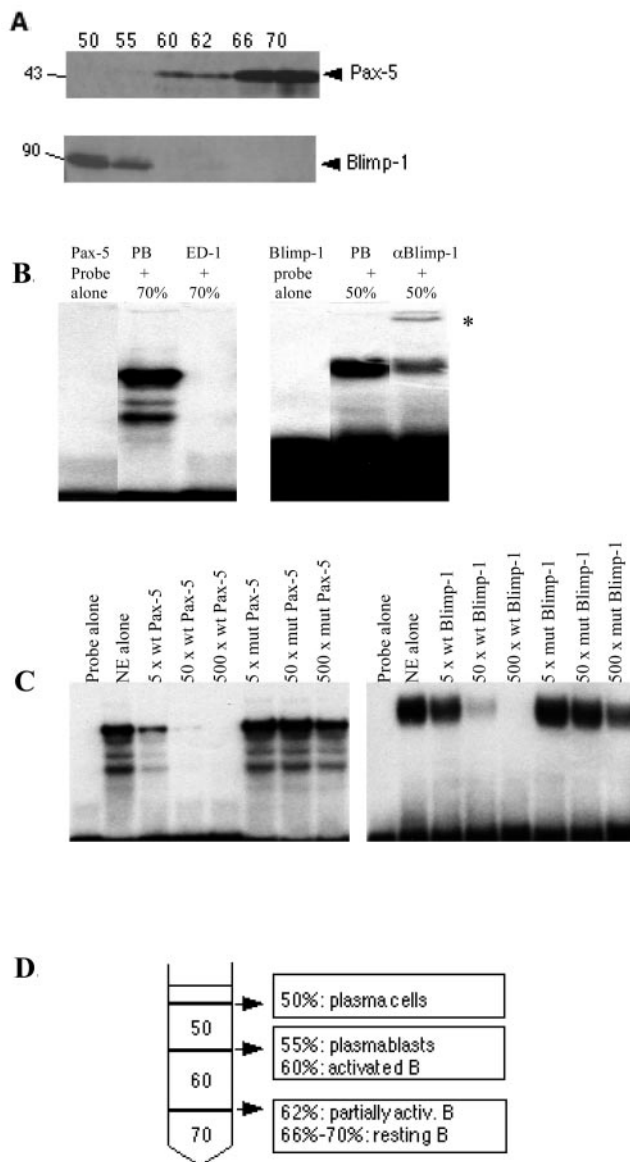 A
50 55 60 62 66 70
43 Pax-5
90 Blimp-1
B.
Pax-5 PB ED-1
Probe + +
alone 70% 70%
Blimp-1 PB αBlimp-1
probe + +
alone 50% 50%
*
C
Probe alone
NE alone
5 x wt Pax-5
50 x wt Pax-5
500 x wt Pax-5
5 x mut Pax-5
50 x mut Pax-5
500 x mut Pax-5
Probe alone
NE alone
5 x wt Blimp-1
50 x wt Blimp-1
500 x wt Blimp-1
5 x mut Blimp-1
50 x mut Blimp-1
500 x mut Blimp-1
D.
50%: plasma cells
50
55%: plasmablasts
60%: activated B
60
62%: partially activ. B
66%-70%: resting B
70